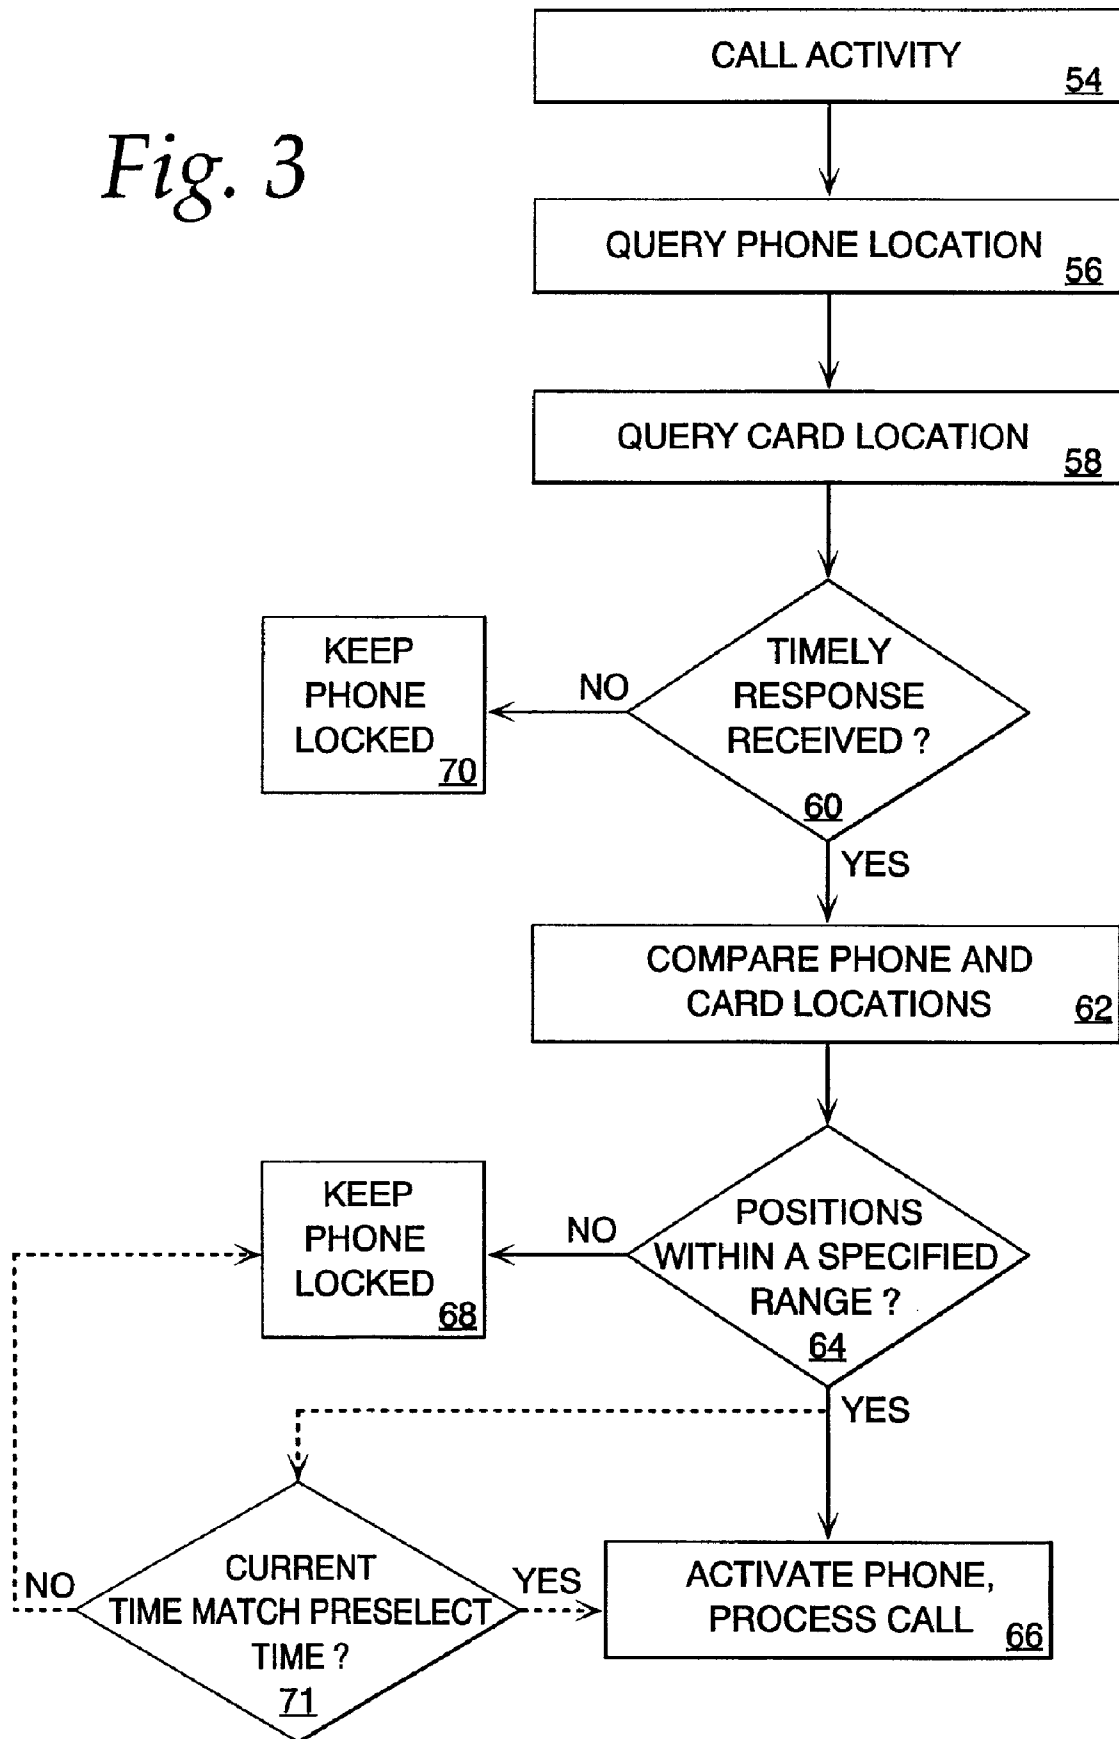 Fig. 3
CALL ACTIVITY
54
QUERY PHONE LOCATION
56
QUERY CARD LOCATION
58
TIMELY
RESPONSE
RECEIVED ?
60
NO
KEEP
PHONE
LOCKED
70
YES
COMPARE PHONE AND
CARD LOCATIONS
62
POSITIONS
WITHIN A SPECIFIED
RANGE ?
64
NO
KEEP
PHONE
LOCKED
68
YES
CURRENT
TIME MATCH PRESELECT
TIME ?
71
NO
YES
ACTIVATE PHONE,
PROCESS CALL
66